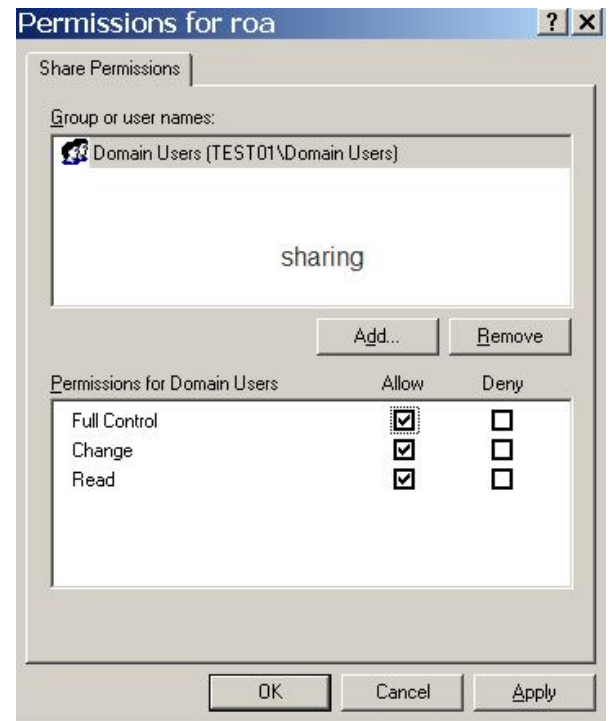 Permissions for roa
? X
Share Permissions
Group or user names:
Domain Users (TEST01\Domain Users)
sharing
Add... Remove
Permissions for Domain Users Allow Deny
Full Control
Change
Read
OK Cancel Apply